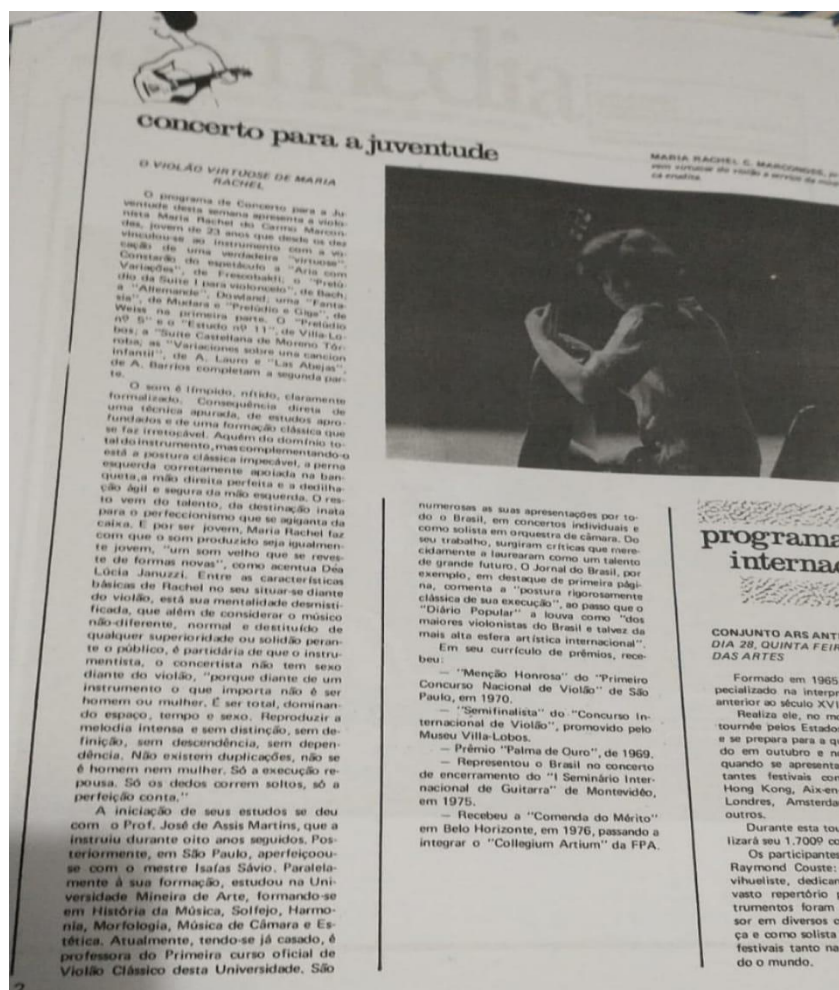 media
concerto para a juventude
O VIOLÃO VIRTUOSE DE MARIA
RACHEL
O programa de Concerto para a Ju-
ventude desta semana apresenta a violo-
nista Maria Rachel do Carmo Marcon-
des, jovem de 23 anos que desde os dez
vinculou-se ao instrumento com a vo-
cação de uma verdadeira "virtuose".
Constarão do espetáculo a "Aria com
Variações", de Frescobaldi; o "Prelú-
dio da Suite I para violoncelo", de Bach;
a "Allemande", Dowland; uma "Fanta-
sia", de Mudara e "Prelúdio e Giga", de
Weiss na primeira parte. O "Prelúdio
nº 5" e o "Estudo nº 11", de Villa-Lo-
bos; a "Suite Castellana de Moreno Tôr-
roba; as "Variaciones sobre una cancion
infantil", de A. Lauro e "Las Abejas",
de A. Barrios completam a segunda par-
te.
O som é límpido, nítido, claramente
formalizado. Consequência direta de
uma técnica apurada, de estudos apro-
fundados e de uma formação clássica que
se faz irretocável. Aquém do domínio to-
tal do instrumento, mas complementando-o
está a postura clássica impecável, a perna
esquerda corretamente apoiada na ban-
queta, a mão direita perfeita e a dedilha-
ção ágil e segura da mão esquerda. O res-
to vem do talento, da destinação inata
para o perfeccionismo que se agiganta da
caixa. E por ser jovem, Maria Rachel faz
com que o som produzido seja igualmen-
te jovem, "um som velho que se reves-
te de formas novas", como acentua Déa
Lúcia Januzzi. Entre as características
básicas de Rachel no seu situar-se diante
do violão, está sua mentalidade desmisti-
ficada, que além de considerar o músico
não-diferente, normal e destituído de
qualquer superioridade ou solidão peran-
te o público, é partidária de que o instru-
mentista, o concertista não tem sexo
diante do violão, "porque diante de um
instrumento o que importa não é ser
homem ou mulher. É ser total, dominan-
do espaço, tempo e sexo. Reproduzir a
melodia intensa e sem distinção, sem de-
finição, sem descendência, sem depen-
dência. Não existem duplicações, não se
é homem nem mulher. Só a execução re-
pousa. Só os dedos correm soltos, só a
perfeição conta."
A iniciação de seus estudos se deu
com o Prof. José de Assis Martins, que a
instruiu durante oito anos seguidos. Pos-
teriormente, em São Paulo, aperfeiçoou-
se com o mestre Isaías Sávio. Paralela-
mente à sua formação, estudou na Uni-
versidade Mineira de Arte, formando-se
em História da Música, Solfejo, Harmo-
nia, Morfologia, Música de Câmara e Es-
tética. Atualmente, tendo-se já casado, é
professora do Primeiro curso oficial de
Violão Clássico desta Universidade. São
2
MARIA RACHEL C. MARCONDES,
do violão a serviço da
numerosas as suas apresentações por to-
do o Brasil, em concertos individuais e
como solista em orquestra de câmara. Do
seu trabalho, surgiram críticas que mere-
cidamente a laurearam como um talento
de grande futuro. O Jornal do Brasil, por
exemplo, em destaque de primeira pági-
na, comenta a "postura rigorosamente
clássica de sua execução", ao passo que o
"Diário Popular" a louva como "dos
maiores violonistas do Brasil e talvez da
mais alta esfera artística internacional".
Em seu currículo de prêmios, rece-
beu:
— "Menção Honrosa" do "Primeiro
Concurso Nacional de Violão" de São
Paulo, em 1970.
— "Semifinalista" do "Concurso In-
ternacional de Violão", promovido pelo
Museu Villa-Lobos.
— Prêmio "Palma de Ouro", de 1969.
— Representou o Brasil no concerto
de encerramento do "I Seminário Inter-
nacional de Guitarra" de Montevidéo,
em 1975.
— Recebeu a "Comenda do Mérito"
em Belo Horizonte, em 1976, passando a
integrar o "Collegium Artium" da FPA.
programa
internac
CONJUNTO ARS ANT
DIA 28, QUINTA FEIR
DAS ARTES
Formado em 1965
pecializado na interp
anterior ao século XVI
Realiza ele, no mo
tournée pelos Estado
e se prepara para a qu
do em outubro e no
quando se apresenta
tantes festivais com
Hong Kong, Aix-en
Londres, Amsterda
outros.
Durante esta tou
lizará seu 1.700º co
Os participantes
Raymond Couste:
vihueliste, dedican
vasto repertório p
trumentos foram
sor em diversos c
ça e como solista
festivais tanto na
do o mundo.